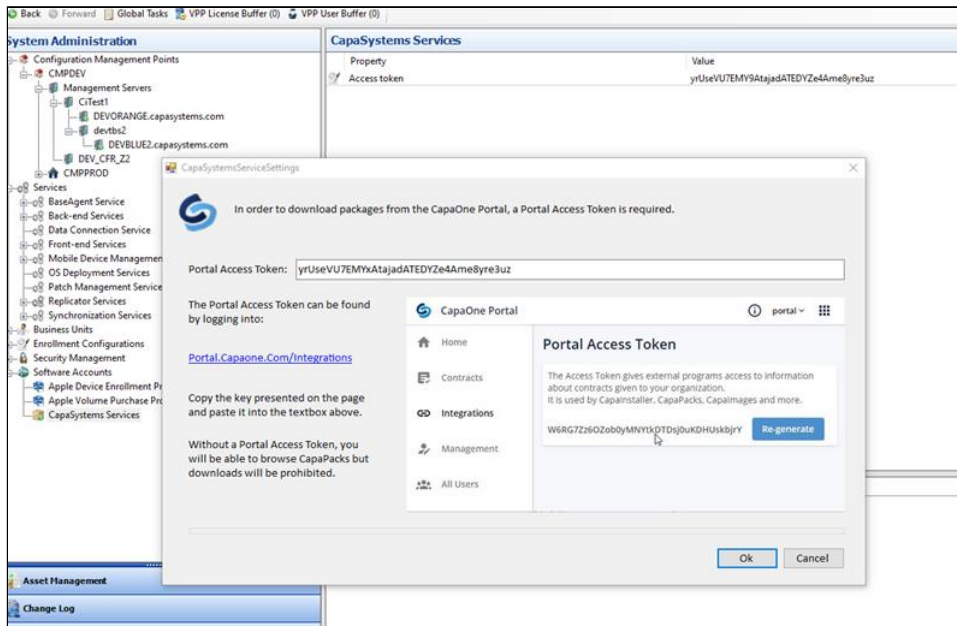 Back Forward Global Tasks VPP License Buffer (0) VPP User Buffer (0)
System Administration
Configuration Management Points
CMPDEV
Management Servers
CiTest1
DEVORANGE.capasystems.com
devtbs2
DEVBLUE2.capasystems.com
DEV_CFR_Z2
CMPPROD
Services
BaseAgent Service
Back-end Services
Data Connection Service
Front-end Services
Mobile Device Managemen
OS Deployment Services
Patch Management Service
Replicator Services
Synchronization Services
Business Units
Enrollment Configurations
Security Management
Software Accounts
Apple Device Enrollment Pr
Apple Volume Purchase Pro
CapaSystems Services
Asset Management
Change Log
CapaSystems Services
Property Value
Access token yrUseVU7EMY9AtajadATEDYZe4Ame8yre3uz
CapaSystemsServiceSettings
In order to download packages from the CapaOne Portal, a Portal Access Token is required.
Portal Access Token: yrUseVU7EMYxAtajadATEDYZe4Ame8yre3uz
The Portal Access Token can be found
by logging into:
Portal.Capaone.Com/Integrations
Copy the key presented on the page
and paste it into the textbox above.
Without a Portal Access Token, you
will be able to browse CapaPacks but
downloads will be prohibited.
CapaOne Portal portal
Home
Contracts
Integrations
Management
All Users
Portal Access Token
The Access Token gives external programs access to information
about contracts given to your organization.
It is used by CapaInstaller, CapaPacks, CapaImages and more.
W6RG7Zz6OZob0yMNYtkDTDsj0uKDHUskbjrY Re-generate
Ok Cancel